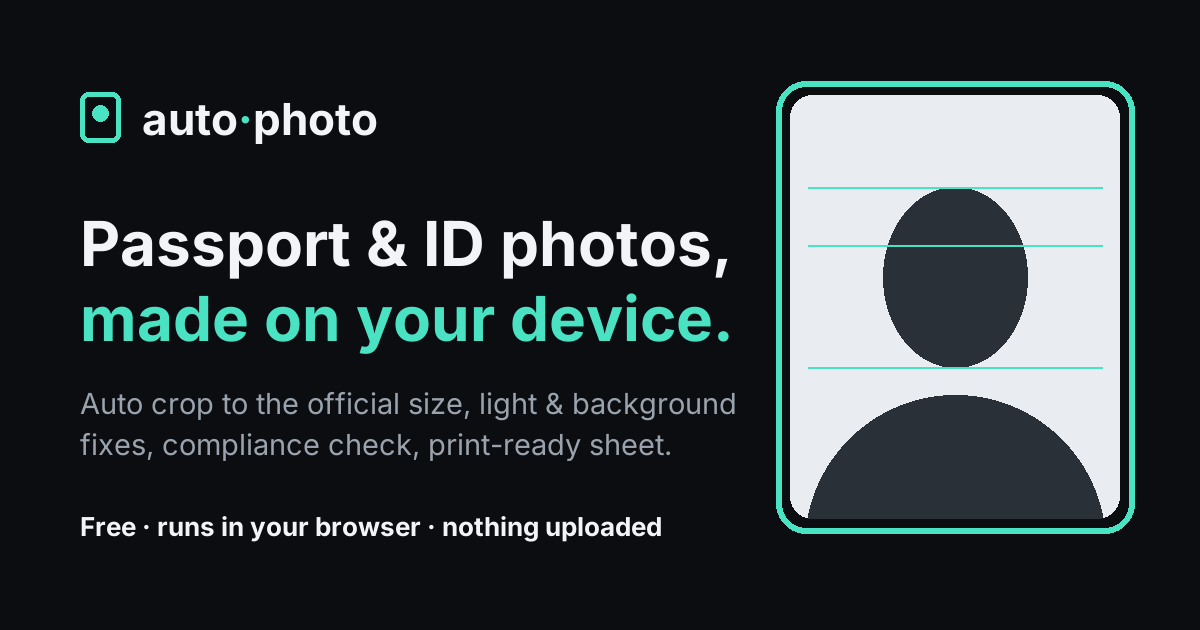 auto·photo
Passport & ID photos,
made on your device.
Auto crop to the official size, light & background
fixes, compliance check, print-ready sheet.
Free · runs in your browser · nothing uploaded